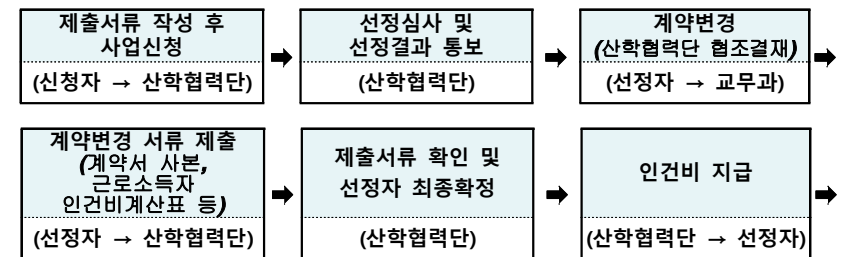 제출서류 작성 후
사업신청
(신청자 → 산학협력단)
선정심사 및
선정결과 통보
(산학협력단)
계약변경
(산학협력단 협조결재)
(선정자 → 교무과)
계약변경 서류 제출
(계약서 사본,
근로소득자
인건비계산표 등)
(선정자 → 산학협력단)
제출서류 확인 및
선정자 최종확정
(산학협력단)
인건비 지급
(산학협력단 → 선정자)